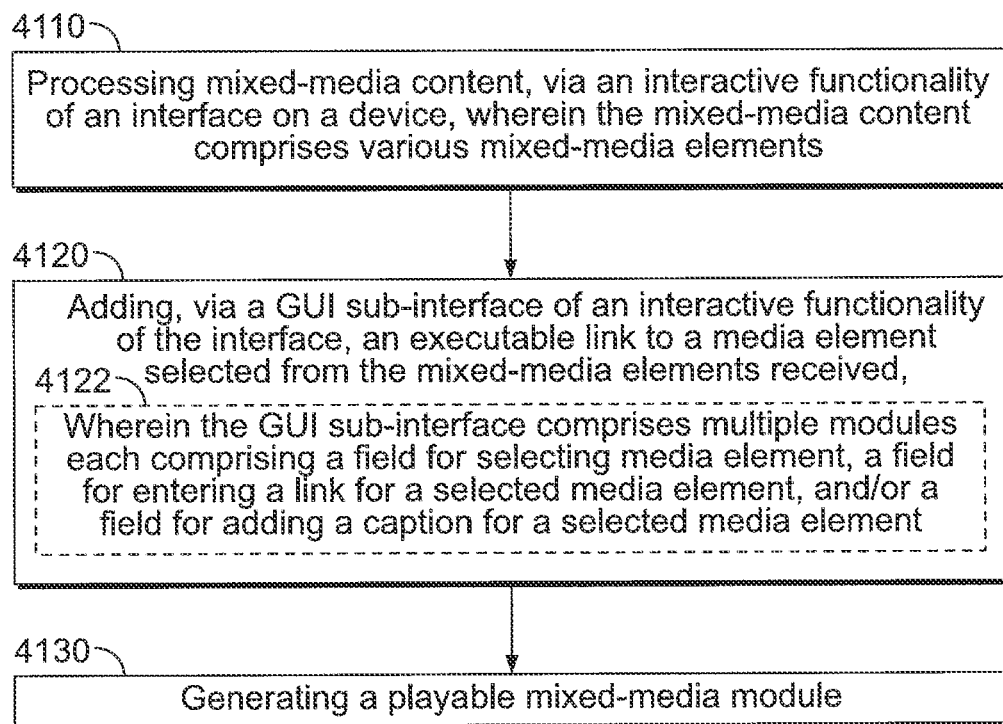 4110
Processing mixed-media content, via an interactive functionality
of an interface on a device, wherein the mixed-media content
comprises various mixed-media elements
4120
Adding, via a GUI sub-interface of an interactive functionality
of the interface, an executable link to a media element
4122
selected from the mixed-media elements received,
Wherein the GUI sub-interface comprises multiple modules
each comprising a field for selecting media element, a field
for entering a link for a selected media element, and/or a
field for adding a caption for a selected media element
4130
Generating a playable mixed-media module